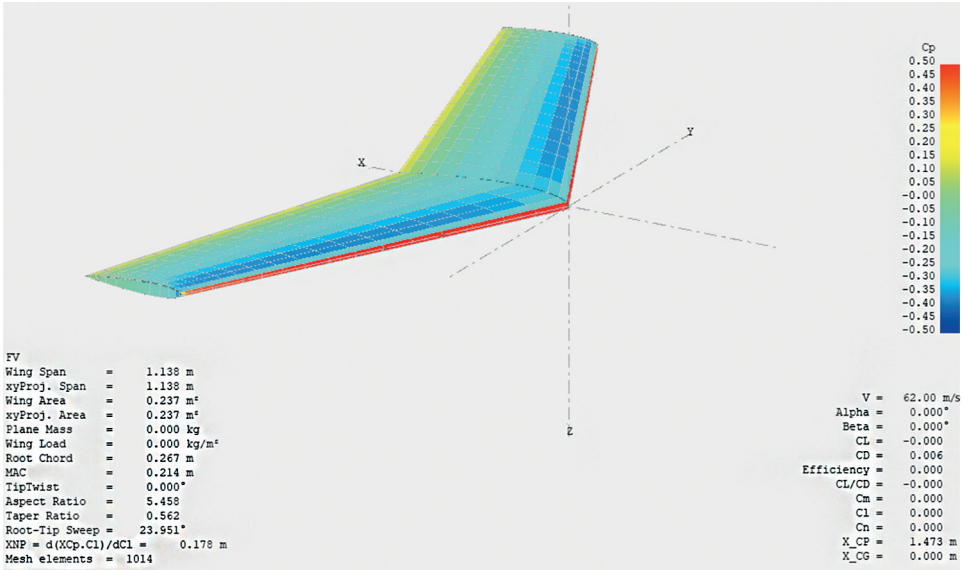 X
Y
Z
Cp
0.50
0.45
0.40
0.35
0.30
0.25
0.20
0.15
0.10
0.05
-0.00
-0.05
-0.10
-0.15
-0.20
-0.25
-0.30
-0.35
-0.40
-0.45
-0.50
FV
Wing Span = 1.138 m
xyProj. Span = 1.138 m
Wing Area = 0.237 m²
xyProj. Area = 0.237 m²
Plane Mass = 0.000 kg
Wing Load = 0.000 kg/m²
Root Chord = 0.267 m
MAC = 0.214 m
TipTwist = 0.000°
Aspect Ratio = 5.458
Taper Ratio = 0.562
Root-Tip Sweep = 23.951°
XNP = d(XCp.Cl)/dCl = 0.178 m
Mesh elements = 1014
V = 62.00 m/s
Alpha = 0.000°
Beta = 0.000°
CL = -0.000
CD = 0.006
Efficiency = 0.000
CL/CD = -0.000
Cm = 0.000
Cl = 0.000
Cn = 0.000
X_CP = 1.473 m
X_CG = 0.000 m